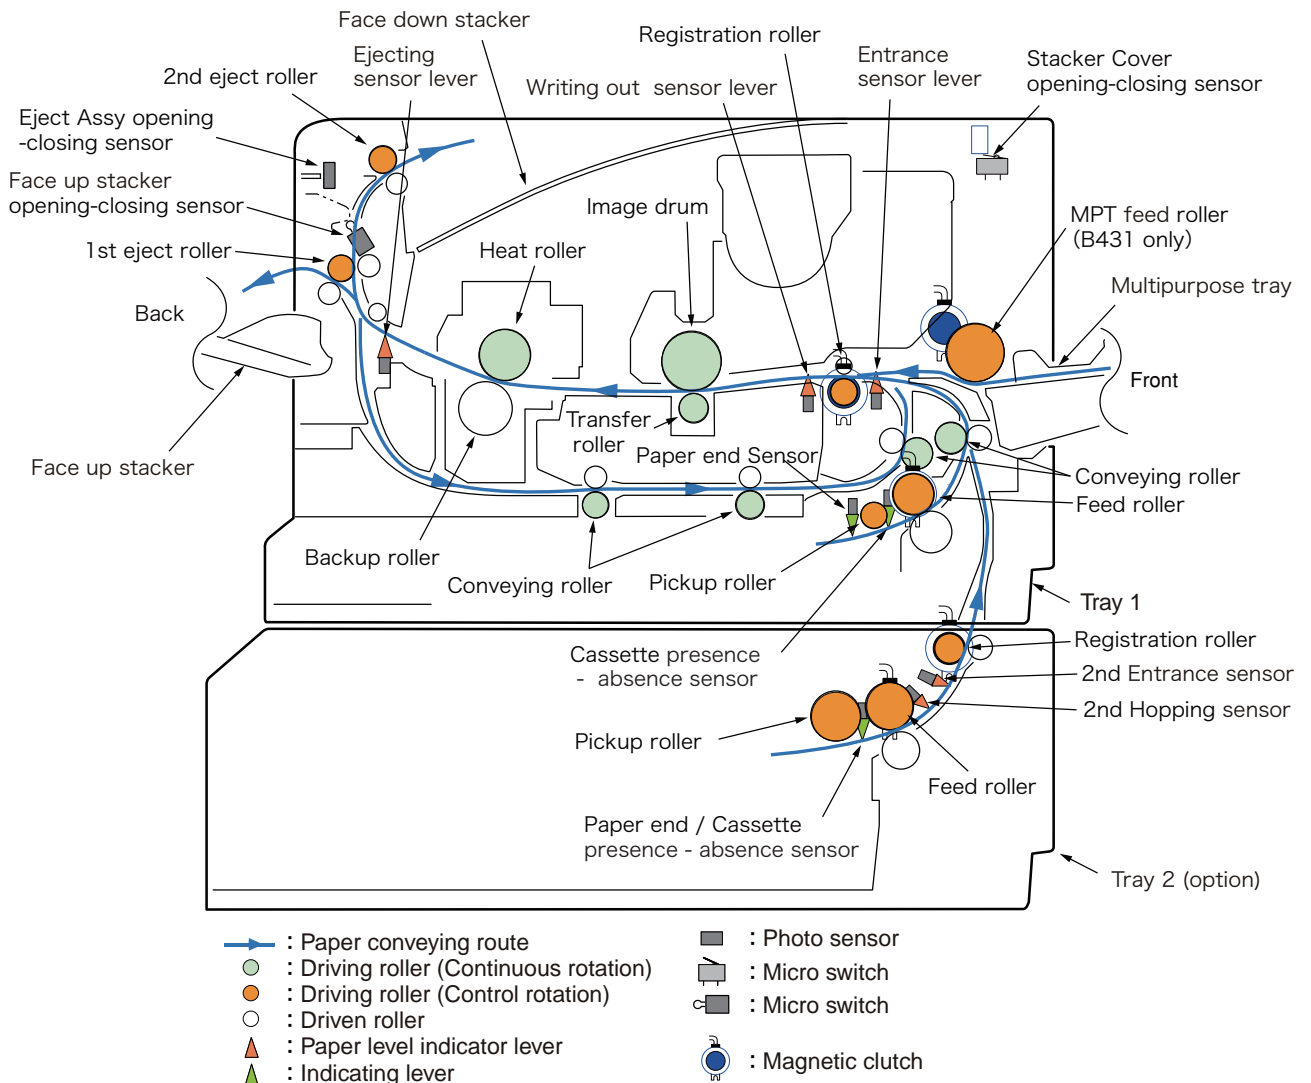 Face down stacker
Registration roller
Ejecting
sensor lever
Entrance
sensor lever
Stacker Cover
opening-closing sensor
2nd eject roller
Writing out sensor lever
Eject Assy opening
-closing sensor
Face up stacker
opening-closing sensor
Image drum
MPT feed roller
(B431 only)
1st eject roller
Heat roller
Multipurpose tray
Back
Front
Transfer
roller
Paper end Sensor
Face up stacker
Conveying roller
Feed roller
Backup roller
Conveying roller
Pickup roller
Tray 1
Cassette presence
- absence sensor
Registration roller
2nd Entrance sensor
2nd Hopping sensor
Pickup roller
Feed roller
Paper end / Cassette
presence - absence sensor
Tray 2 (option)
: Paper conveying route
: Driving roller (Continuous rotation)
: Driving roller (Control rotation)
: Driven roller
: Paper level indicator lever
: Indicating lever
: Photo sensor
: Micro switch
: Micro switch
: Magnetic clutch